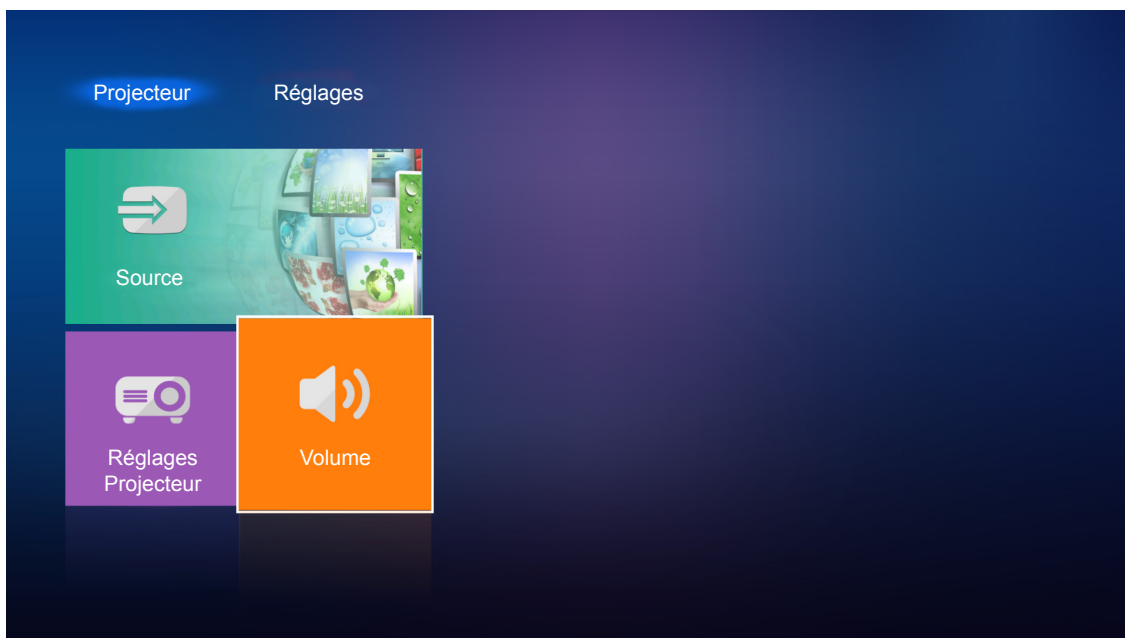 Projecteur Réglages
Source
Réglages
Projecteur
Volume